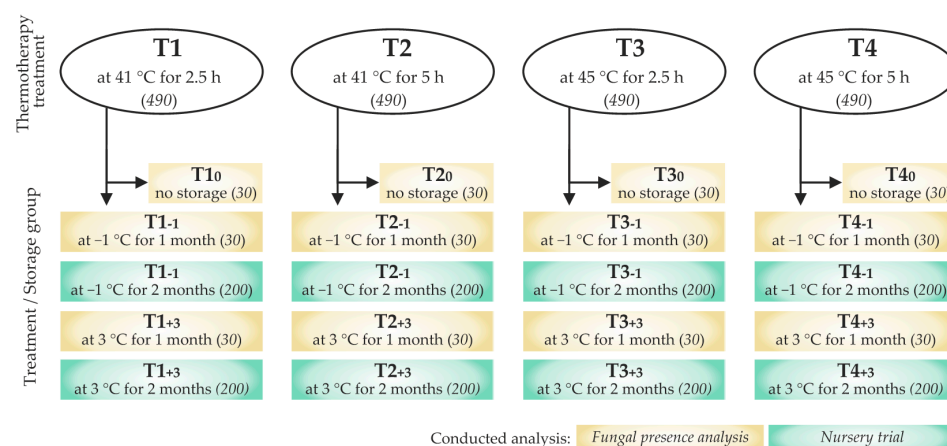 Thermotherapy
treatment
T1
at 41 °C for 2.5 h
(490)
T2
at 41 °C for 5 h
(490)
T3
at 45 °C for 2.5 h
(490)
T4
at 45 °C for 5 h
(490)
Treatment / Storage group
T10
no storage (30)
T20
no storage (30)
T30
no storage (30)
T40
no storage (30)
T1-1
at –1 °C for 1 month (30)
T2-1
at –1 °C for 1 month (30)
T3-1
at –1 °C for 1 month (30)
T4-1
at –1 °C for 1 month (30)
T1-1
at –1 °C for 2 months (200)
T2-1
at –1 °C for 2 months (200)
T3-1
at –1 °C for 2 months (200)
T4-1
at –1 °C for 2 months (200)
T1+3
at 3 °C for 1 month (30)
T2+3
at 3 °C for 1 month (30)
T3+3
at 3 °C for 1 month (30)
T4+3
at 3 °C for 1 month (30)
T1+3
at 3 °C for 2 months (200)
T2+3
at 3 °C for 2 months (200)
T3+3
at 3 °C for 2 months (200)
T4+3
at 3 °C for 2 months (200)
Conducted analysis: Fungal presence analysis Nursery trial